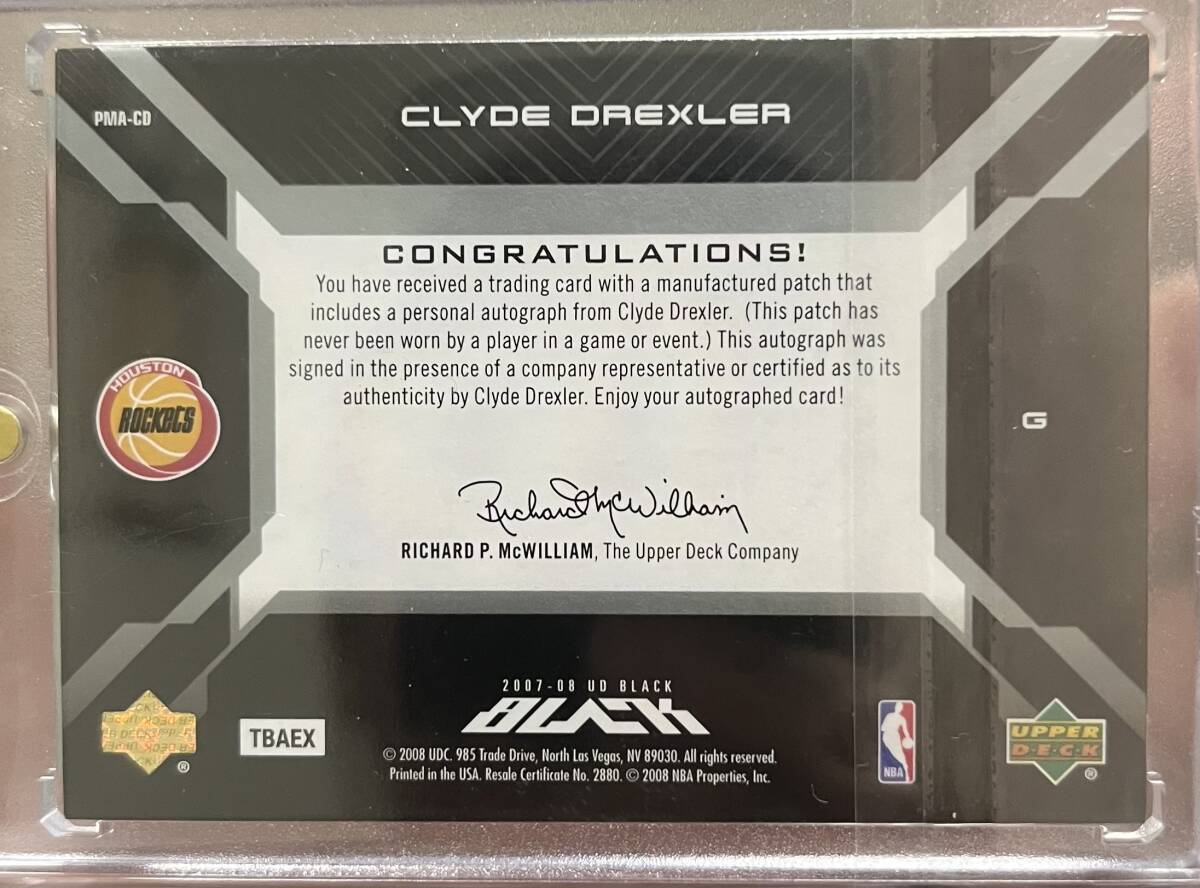 PMA-CD
CLYDE DREXLER
CONGRATULATIONS!
You have received a trading card with a manufactured patch that
includes a personal autograph from Clyde Drexler. (This patch has
never been worn by a player in a game or event.) This autograph was
signed in the presence of a company representative or certified as to its
authenticity by Clyde Drexler. Enjoy your autographed card!
HOUSTON
ROCKETS
G
Richard McWilliam
RICHARD P. McWILLIAM, The Upper Deck Company
2007-08 UD BLACK
BLACK
TBAEX
© 2008 UDC. 985 Trade Drive, North Las Vegas, NV 89030. All rights reserved.
Printed in the USA. Resale Certificate No. 2880. © 2008 NBA Properties, Inc.
®
NBA
UPPER
D·E·C·K
®